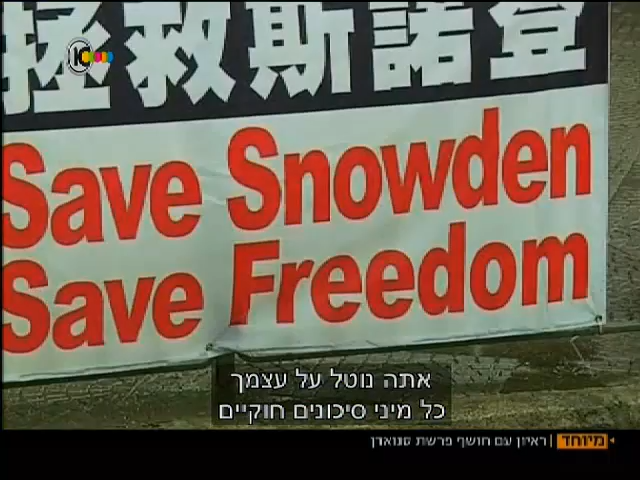 拯救斯諾登
Save Snowden
Save Freedom
אתה נוטל על עצמך
כל מיני סיכונים חוקיים
מיוחד | ראיון עם חושף פרשת סנואדן
10